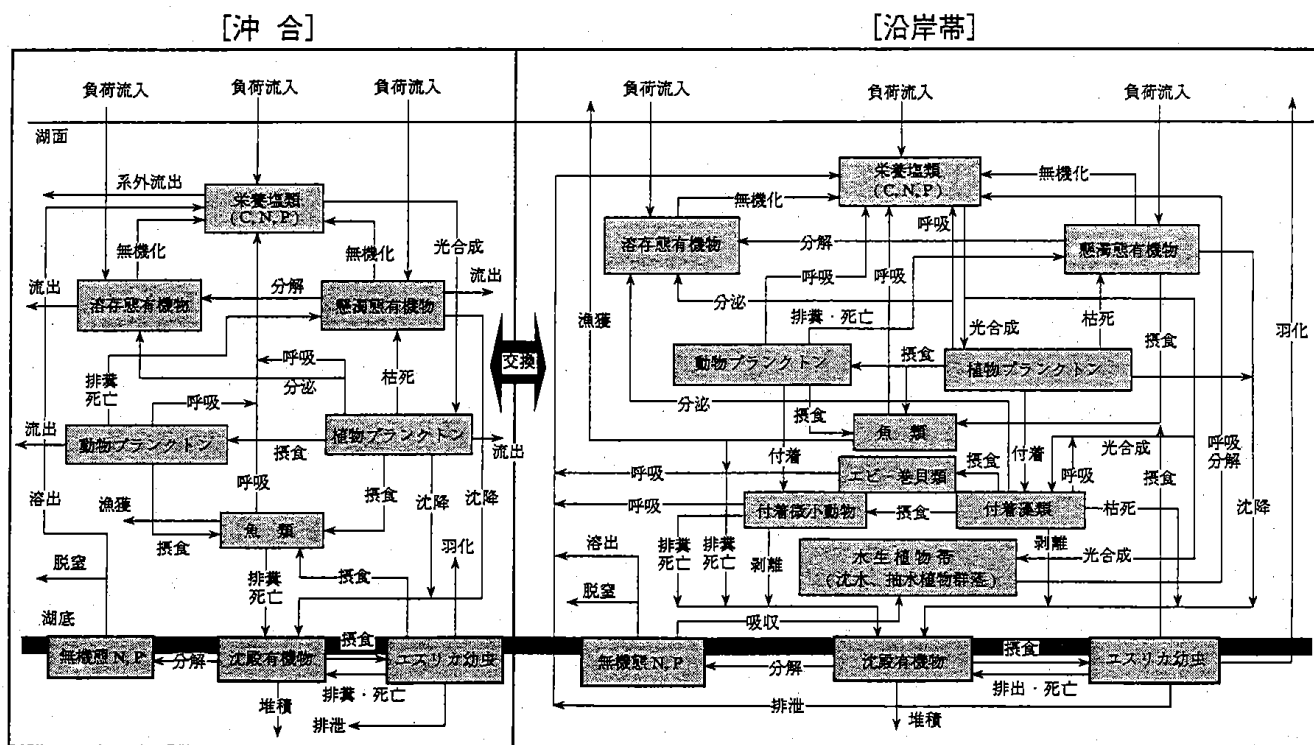 [沖 合]
負荷流入
負荷流入
負荷流入
湖面
系外流出
栄養塩類
(C.N.P)
無機化
無機化
光合成
流出
溶存態有機物
分解
懸濁態有機物
流出
呼吸
分泌
枯死
排糞
死亡
呼吸
流出
動物プランクトン
摂食
植物プランクトン
流出
溶出
漁獲
呼吸
摂食
沈降
沈降
魚 類
摂食
羽化
脱窒
排糞
死亡
摂食
湖底
無機態N.P
分解
沈殿有機物
摂食
エスリカ幼虫
排糞・死亡
堆積
排泄
交換
[沿岸帯]
負荷流入
負荷流入
負荷流入
栄養塩類
(C.N.P)
無機化
無機化
呼吸
溶存態有機物
分解
懸濁態有機物
呼吸
呼吸
分泌
排糞・死亡
漁獲
光合成
枯死
摂食
羽化
動物プランクトン
摂食
植物プランクトン
分泌
摂食
魚 類
付着
付着
光合成
呼吸
分解
呼吸
エビー巻貝類
摂食
呼吸
摂食
沈降
呼吸
付着微小動物
摂食
付着藻類
枯死
溶出
排糞
死亡
排糞
死亡
剥離
水生植物帯
(沈水、抽水植物群落)
剥離
光合成
脱窒
吸収
無機態N.P
分解
沈殿有機物
摂食
エスリカ幼虫
排出・死亡
排泄
堆積